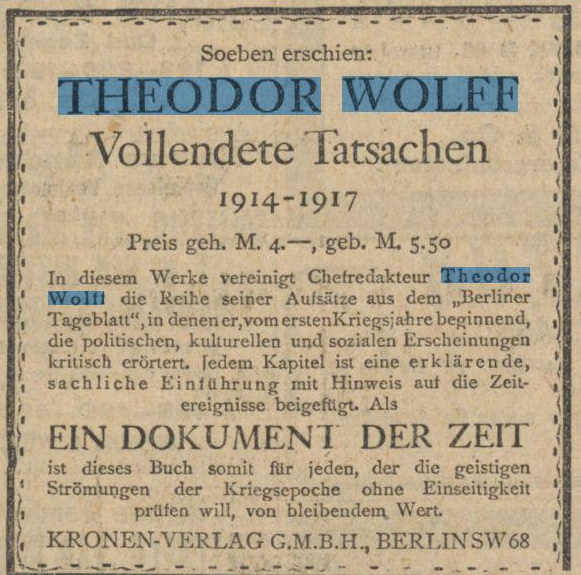 Soeben erschien:
THEODOR WOLFF
Vollendete Tatsachen
1914-1917
Preis geh. M. 4.—, geb. M. 5.50
In diesem Werke vereinigt Chefredakteur Theodor
Wolff die Reihe seiner Aufsätze aus dem „Berliner
Tageblatt", in denen er, vom ersten Kriegsjahre beginnend,
die politischen, kulturellen und sozialen Erscheinungen
kritisch erörtert. Jedem Kapitel ist eine erklärende,
sachliche Einführung mit Hinweis auf die Zeit-
ereignisse beigefügt. Als
EIN DOKUMENT DER ZEIT
ist dieses Buch somit für jeden, der die geistigen
Strömungen der Kriegsepoche ohne Einseitigkeit
prüfen will, von bleibendem Wert.
KRONEN-VERLAG G.M.B.H., BERLIN SW 68